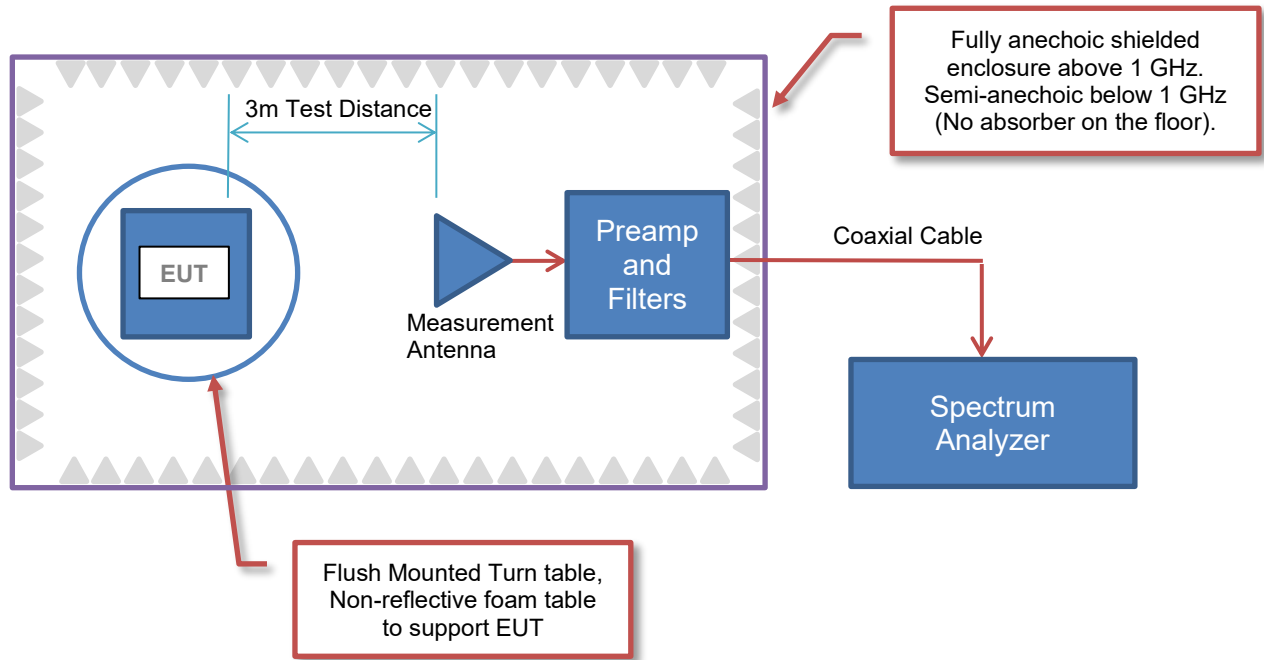 Fully anechoic shielded
enclosure above 1 GHz.
Semi-anechoic below 1 GHz
(No absorber on the floor).
3m Test Distance
EUT
Measurement
Antenna
Preamp
and
Filters
Coaxial Cable
Spectrum
Analyzer
Flush Mounted Turn table,
Non-reflective foam table
to support EUT